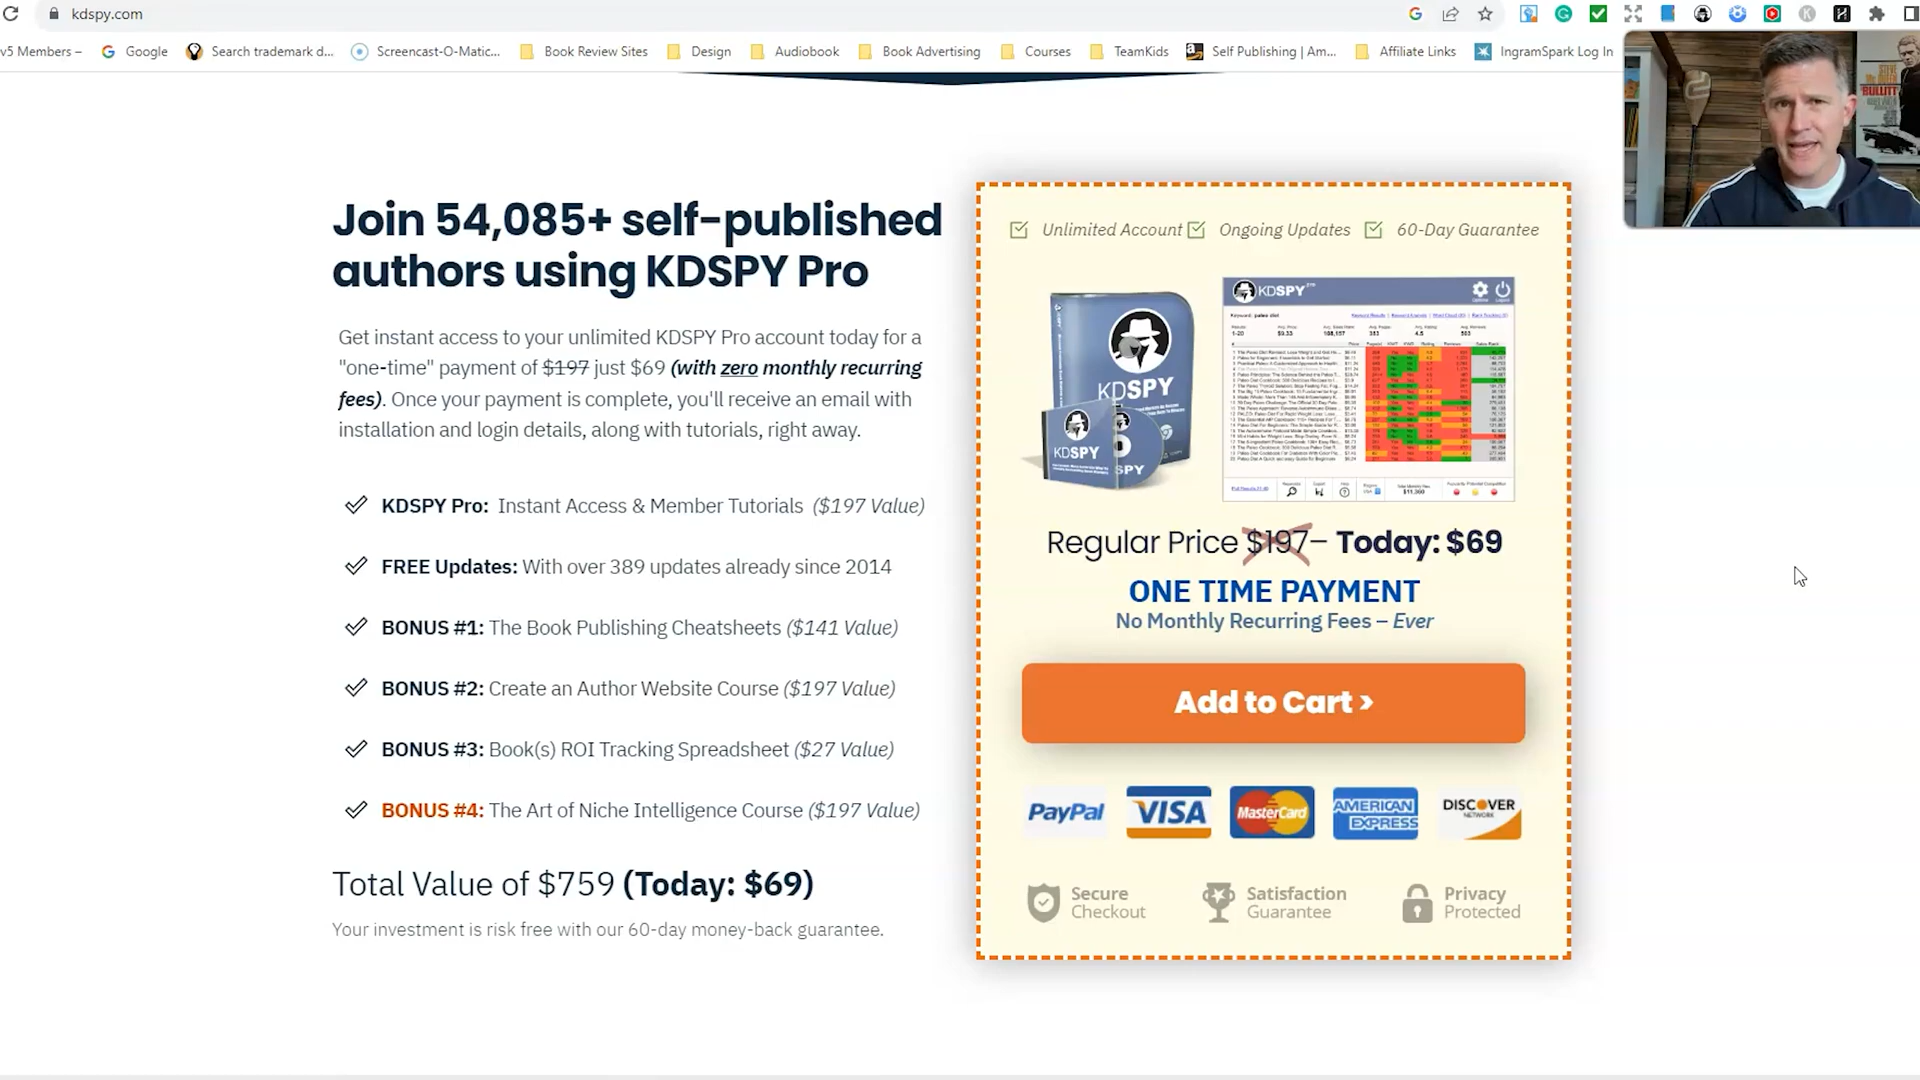 kdspy.com
v5 Members –
Google
Search trademark d...
Screencast-O-Matic...
Book Review Sites
Design
Audiobook
Book Advertising
Courses
TeamKids
Self Publishing | Am...
Affiliate Links
IngramSpark Log In
STEVE
BULLITT
Join 54,085+ self-published
authors using KDSPY Pro
Get instant access to your unlimited KDSPY Pro account today for a
"one-time" payment of $197 just $69 (with zero monthly recurring
fees). Once your payment is complete, you'll receive an email with
installation and login details, along with tutorials, right away.
KDSPY Pro: Instant Access & Member Tutorials ($197 Value)
FREE Updates: With over 389 updates already since 2014
BONUS #1: The Book Publishing Cheatsheets ($141 Value)
BONUS #2: Create an Author Website Course ($197 Value)
BONUS #3: Book(s) ROI Tracking Spreadsheet ($27 Value)
BONUS #4: The Art of Niche Intelligence Course ($197 Value)
Total Value of $759 (Today: $69)
Your investment is risk free with our 60-day money-back guarantee.
Unlimited Account
Ongoing Updates
60-Day Guarantee
KDSPY
KDSPY
KDSPY
Regular Price $197– Today: $69
ONE TIME PAYMENT
No Monthly Recurring Fees – Ever
Add to Cart >
PayPal
VISA
MasterCard
AMERICAN EXPRESS
DISCOVER
NETWORK
Secure
Checkout
Satisfaction
Guarantee
Privacy
Protected